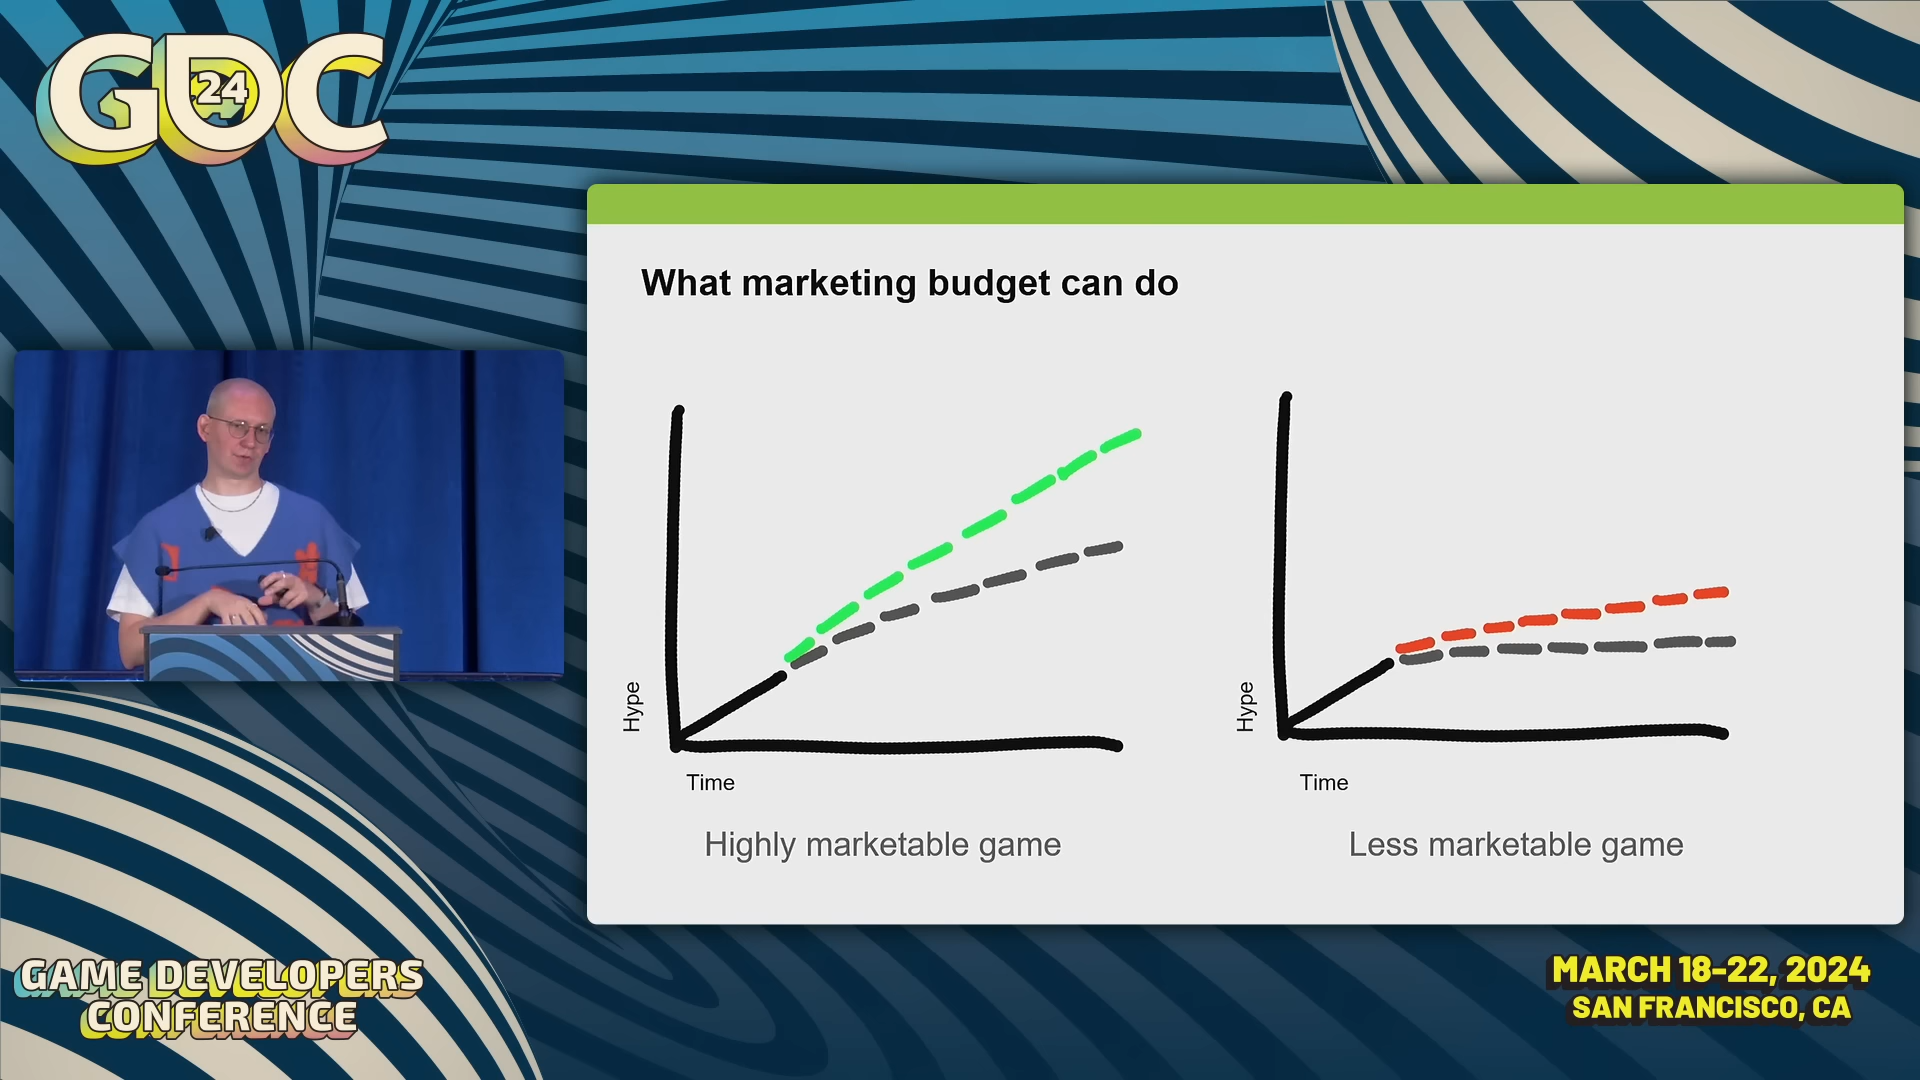 GDC
24
What marketing budget can do
Hype
Time
Highly marketable game
Hype
Time
Less marketable game
GAME DEVELOPERS
CONFERENCE
MARCH 18-22, 2024
SAN FRANCISCO, CA